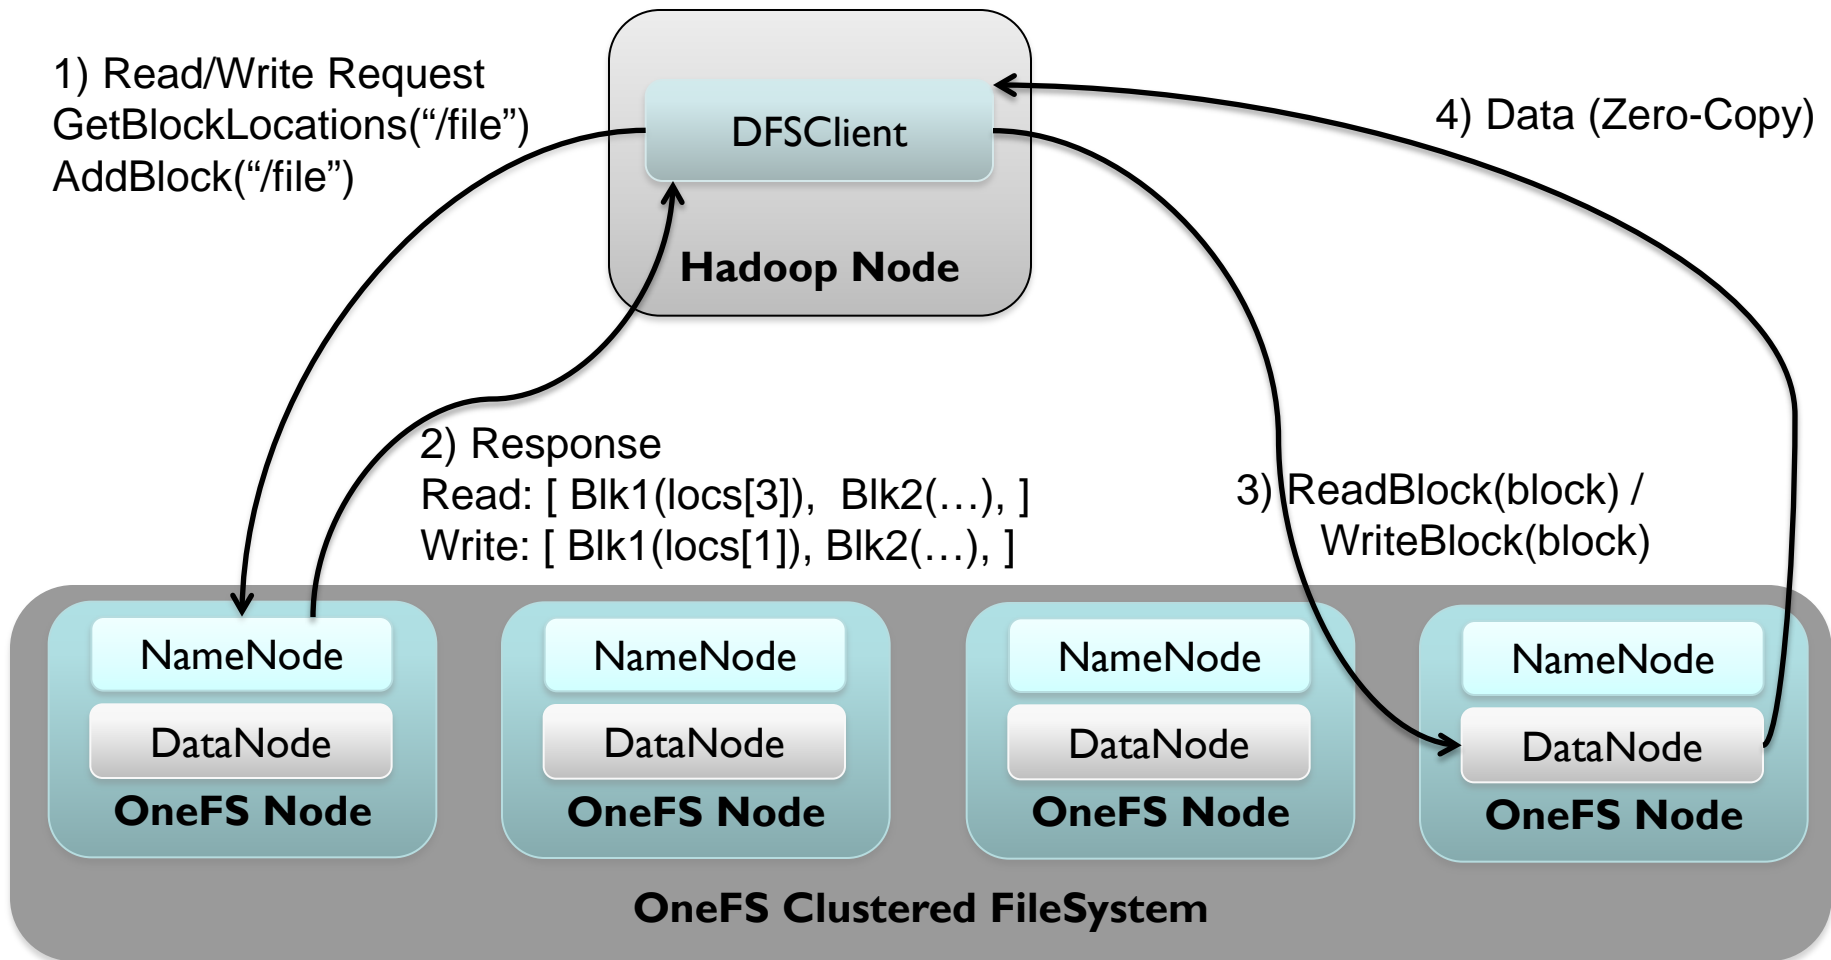 1) Read/Write Request
GetBlockLocations(“/file”)
AddBlock(“/file”)
DFSClient
Hadoop Node
4) Data (Zero-Copy)
2) Response
Read: [ Blk1(locs[3]),  Blk2(…), ]
Write: [ Blk1(locs[1]), Blk2(…), ]
3) ReadBlock(block) /
WriteBlock(block)
NameNode
DataNode
OneFS Node
NameNode
DataNode
OneFS Node
NameNode
DataNode
OneFS Node
NameNode
DataNode
OneFS Node
OneFS Clustered FileSystem